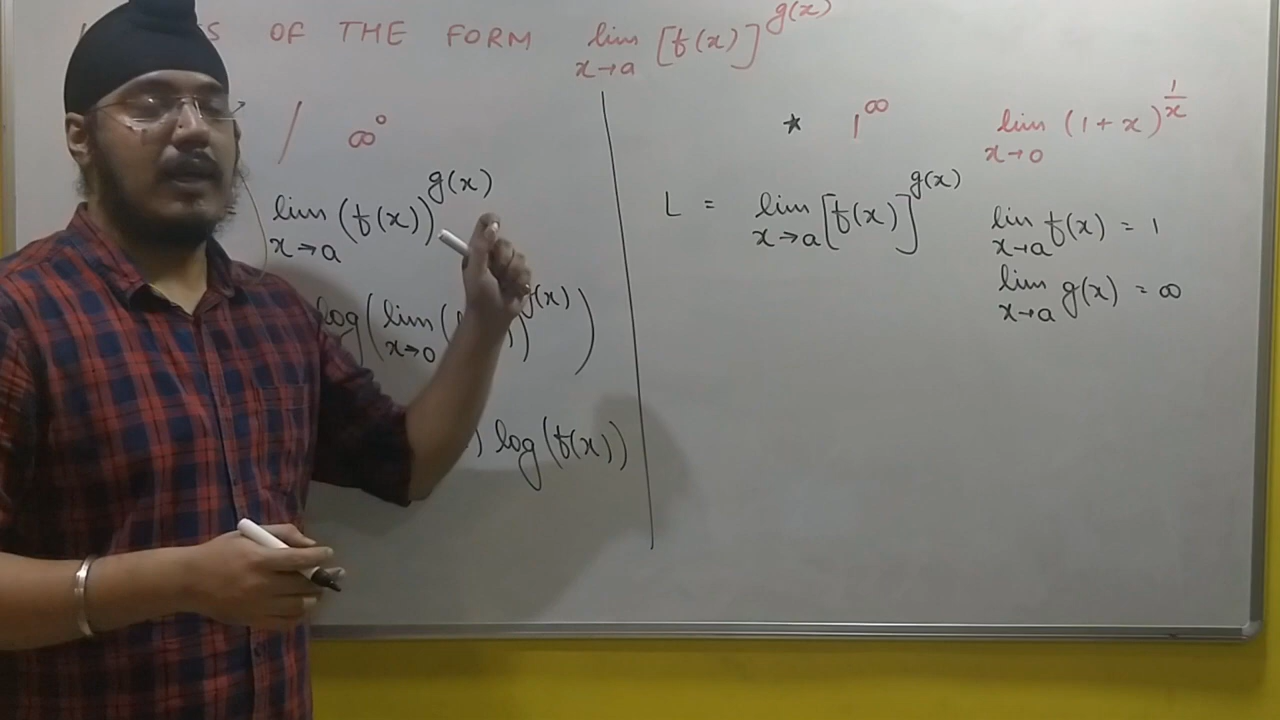 S OF THE FORM lim x→a [f(x)]^g(x)
/ ∞°
= lim x→a (f(x))^g(x)
log(lim x→0 ( )^g(x))
) log(f(x))
★ 1^∞ lim x→0 (1+x)^1/x
L = lim x→a [f(x)]^g(x)
lim x→a f(x) = 1
lim x→a g(x) = ∞